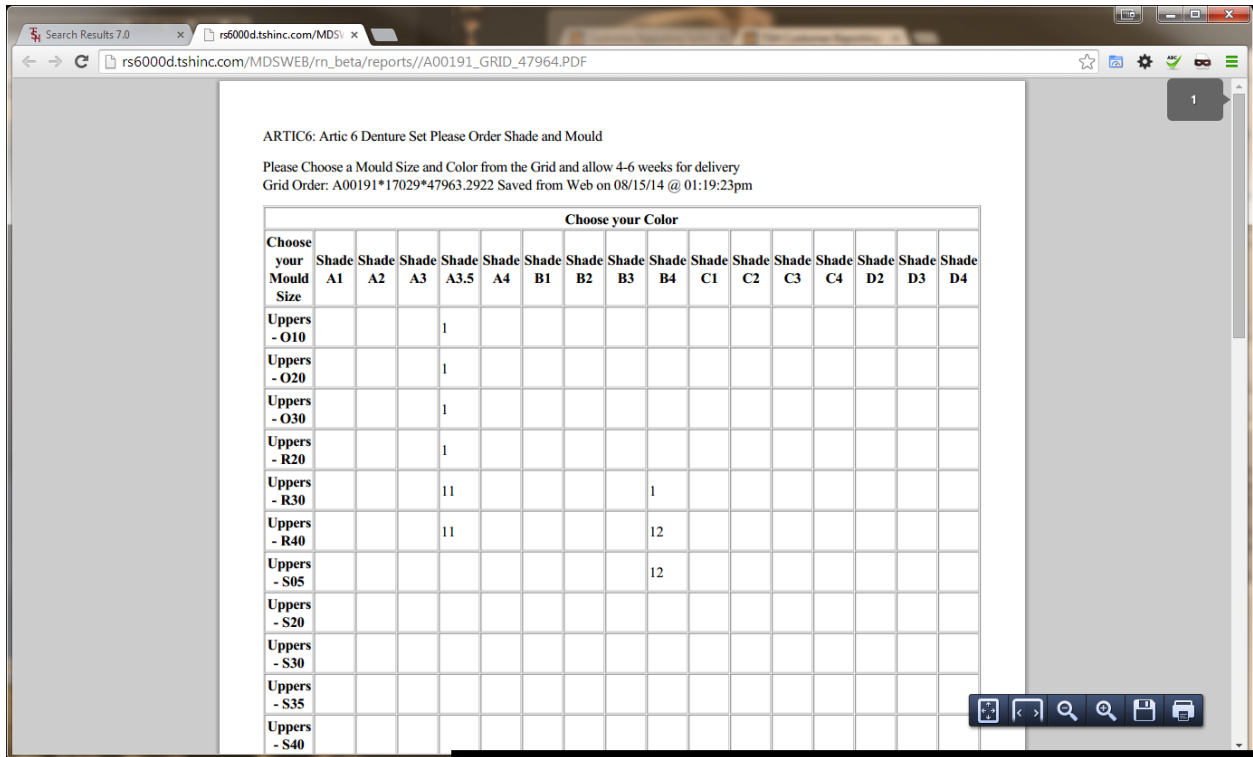 Search Results 7.0
rs6000d.tshinc.com/MDSW
rs6000d.tshinc.com/MDSWEB/rn_beta/reports//A00191_GRID_47964.PDF
ABC
1
ARTIC6: Artic 6 Denture Set Please Order Shade and Mould
Please Choose a Mould Size and Color from the Grid and allow 4-6 weeks for delivery
Grid Order: A00191*17029*47963.2922 Saved from Web on 08/15/14 @ 01:19:23pm
Choose your Color
Choose
your
Mould
Size
Shade Shade Shade Shade Shade Shade Shade Shade Shade Shade Shade Shade Shade Shade Shade Shade
A1 A2 A3 A3.5 A4 B1 B2 B3 B4 C1 C2 C3 C4 D2 D3 D4
Uppers
- O10
1
Uppers
- O20
1
Uppers
- O30
1
Uppers
- R20
1
Uppers
- R30
11 1
Uppers
- R40
11 12
Uppers
- S05
12
Uppers
- S20
Uppers
- S30
Uppers
- S35
Uppers
- S40